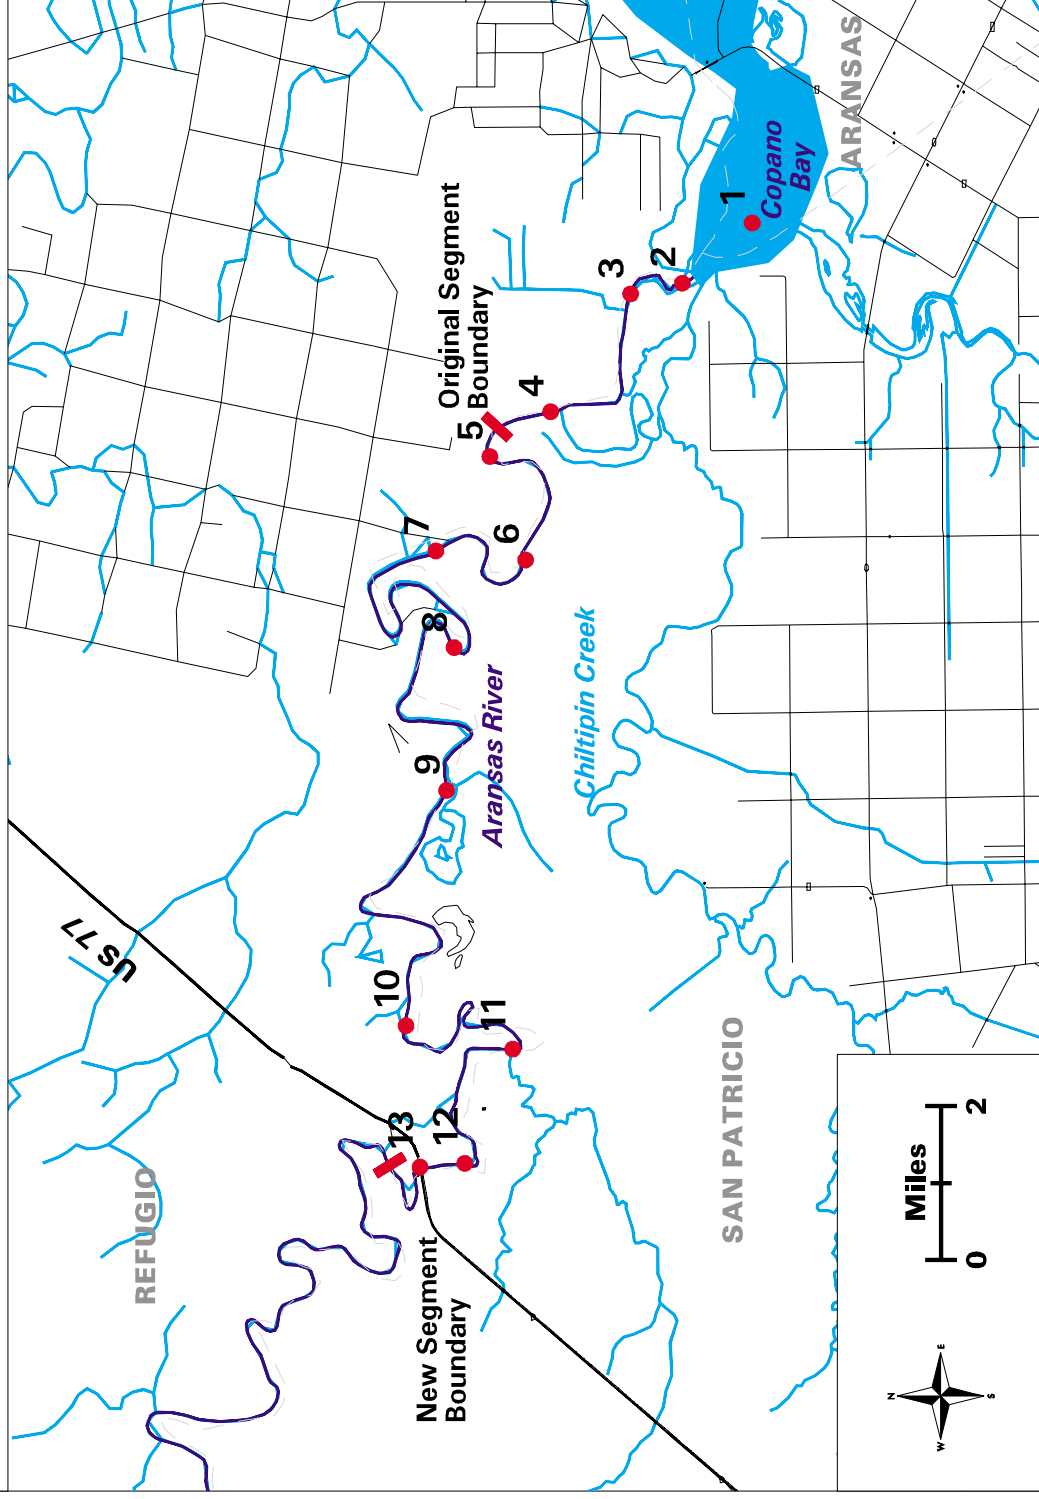 US 77
REFUGIO
New Segment
Boundary
13
12
11
10
9
8
7
6
5
4
3
2
1
Original Segment
Boundary
Aransas River
Chiltipin Creek
Copano
Bay
ARANSAS
SAN PATRICIO
N
W
E
S
Miles
0 2